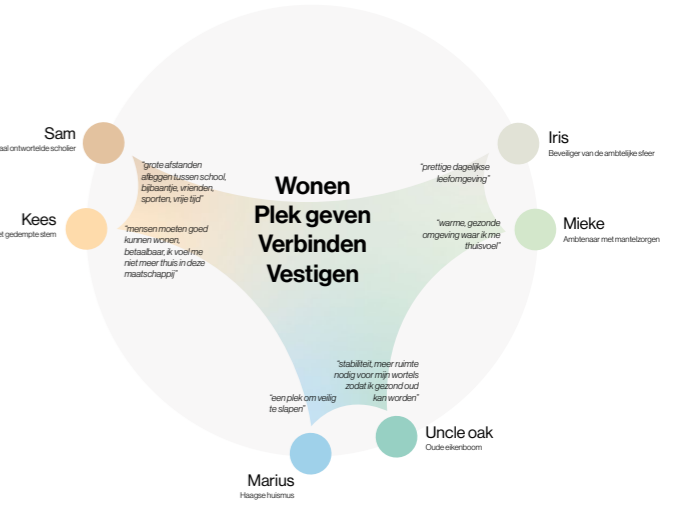 Sam
ontwortelde scholier
"grote afstanden
afleggen tussen school,
bijbaantje, vrienden,
sporten, vrije tijd"
Kees
gedempte stem
"mensen moeten goed
kunnen wonen,
betaalbaar, ik voel me
niet meer thuis in deze
maatschappij"
Wonen
Plek geven
Verbinden
Vestigen
"prettige dagelijkse
leefomgeving"
Iris
Beveiliger van de ambtelijke sfeer
"warme, gezonde
omgeving waar ik me
thuisvoel"
Mieke
Ambtenaar met mantelzorgen
"een plek om veilig
te slapen"
Marius
Haagse huismus
"stabiliteit, meer ruimte
nodig voor mijn wortels
zodat ik gezond oud
kan worden"
Uncle oak
Oude eikenboom